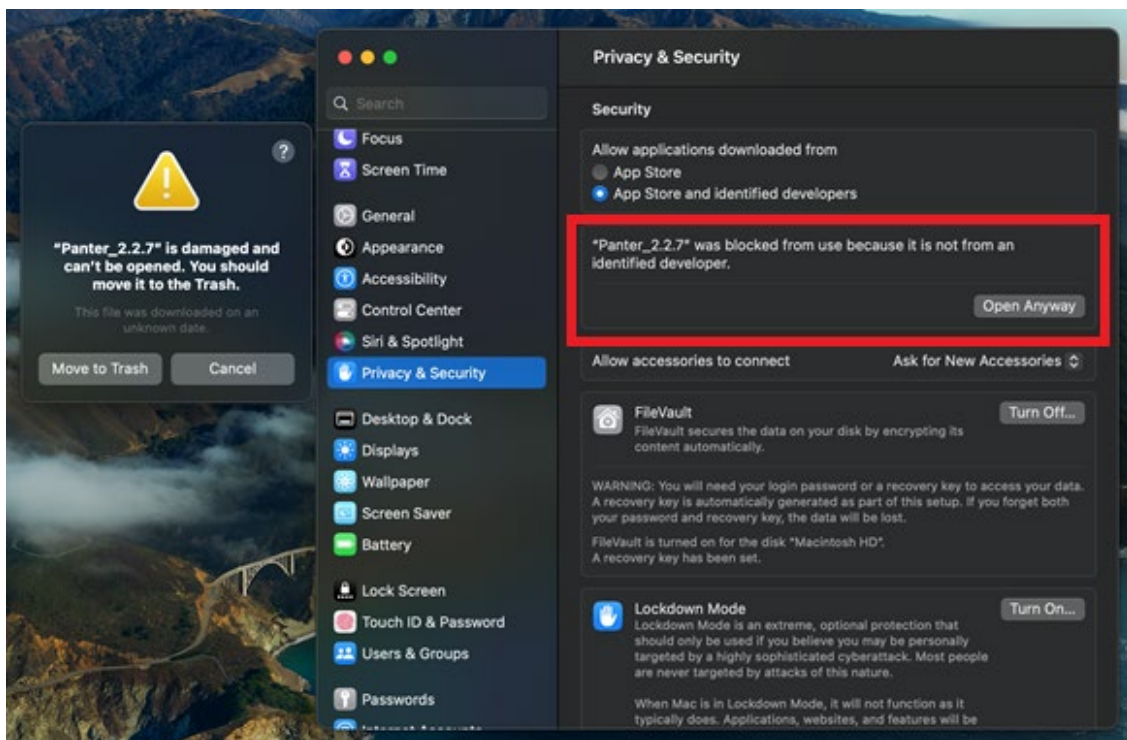 ?
"Panter_2.2.7" is damaged and
can't be opened. You should
move it to the Trash.
This file was downloaded on an
unknown date.
Move to Trash
Cancel
Search
Focus
Screen Time
General
Appearance
Accessibility
Control Center
Siri & Spotlight
Privacy & Security
Desktop & Dock
Displays
Wallpaper
Screen Saver
Battery
Lock Screen
Touch ID & Password
Users & Groups
Passwords
Internet Accounts
Privacy & Security
Security
Allow applications downloaded from
App Store
App Store and identified developers
"Panter_2.2.7" was blocked from use because it is not from an
identified developer.
Open Anyway
Allow accessories to connect
Ask for New Accessories
FileVault
Turn Off...
FileVault secures the data on your disk by encrypting its
content automatically.
WARNING: You will need your login password or a recovery key to access your data.
A recovery key is automatically generated as part of this setup. If you forget both
your password and recovery key, the data will be lost.
FileVault is turned on for the disk "Macintosh HD".
A recovery key has been set.
Lockdown Mode
Turn On...
Lockdown Mode is an extreme, optional protection that
should only be used if you believe you may be personally
targeted by a highly sophisticated cyberattack. Most people
are never targeted by attacks of this nature.
When Mac is in Lockdown Mode, it will not function as it
typically does. Applications, websites, and features will be